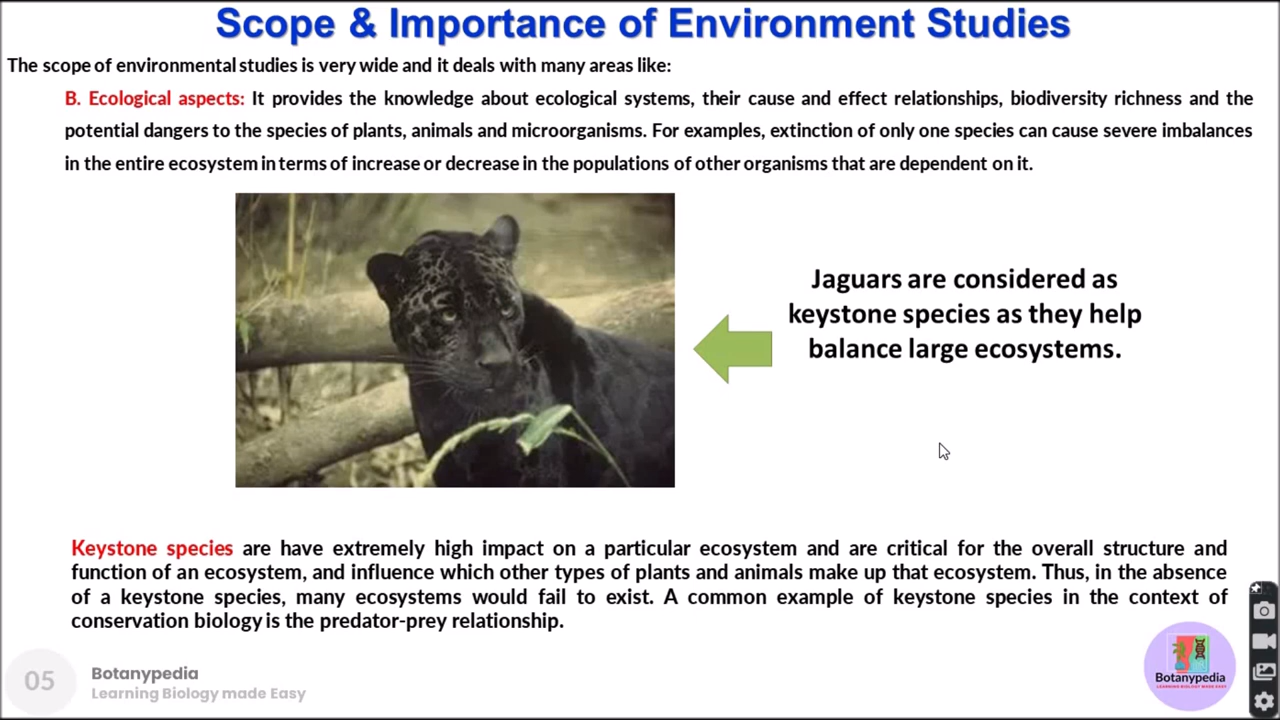 Scope & Importance of Environment Studies
The scope of environmental studies is very wide and it deals with many areas like:
B. Ecological aspects: It provides the knowledge about ecological systems, their cause and effect relationships, biodiversity richness and the
potential dangers to the species of plants, animals and microorganisms. For examples, extinction of only one species can cause severe imbalances
in the entire ecosystem in terms of increase or decrease in the populations of other organisms that are dependent on it.
Jaguars are considered as
keystone species as they help
balance large ecosystems.
Keystone species are have extremely high impact on a particular ecosystem and are critical for the overall structure and
function of an ecosystem, and influence which other types of plants and animals make up that ecosystem. Thus, in the absence
of a keystone species, many ecosystems would fail to exist. A common example of keystone species in the context of
conservation biology is the predator-prey relationship.
05
Botanypedia
Learning Biology made Easy
Botanypedia
LEARNING BIOLOGY MADE EASY